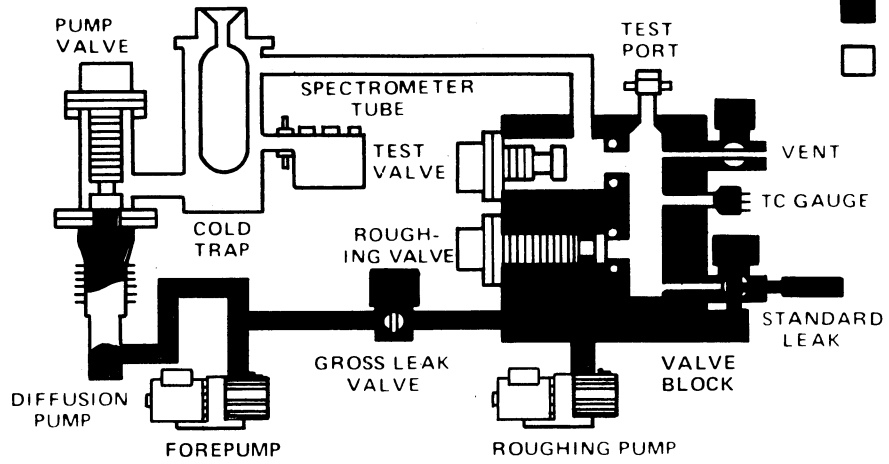 PUMP
VALVE
TEST
PORT
SPECTROMETER
TUBE
TEST
VALVE
VENT
TC GAUGE
COLD
TRAP
ROUGH-
ING VALVE
STANDARD
LEAK
GROSS LEAK
VALVE
VALVE
BLOCK
DIFFUSION
PUMP
FOREPUMP
ROUGHING PUMP